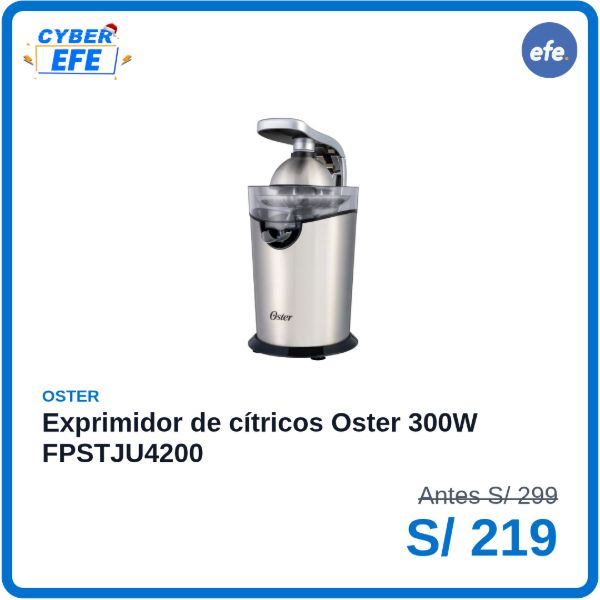 CYBER
EFE
efe.
Oster
OSTER
Exprimidor de cítricos Oster 300W
FPSTJU4200
Antes S/ 299
S/ 219